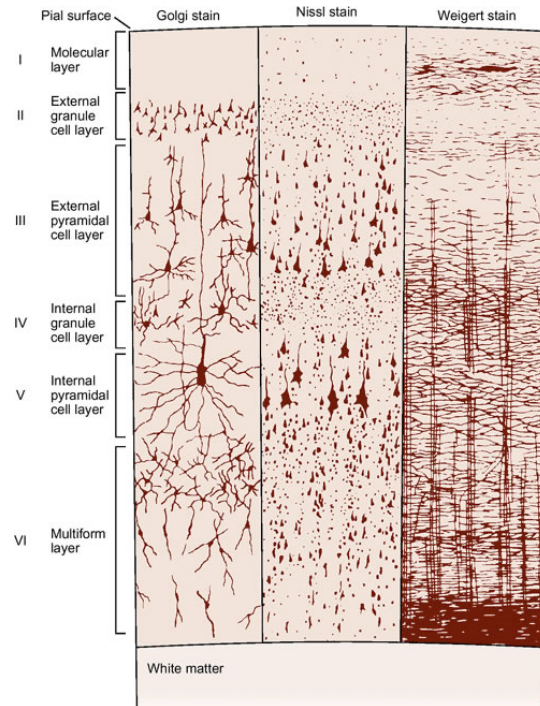 Pial surface
Golgi stain
Nissl stain
Weigert stain
I
Molecular
layer
II
External
granule
cell layer
III
External
pyramidal
cell layer
IV
Internal
granule
cell layer
V
Internal
pyramidal
cell layer
VI
Multiform
layer
White matter